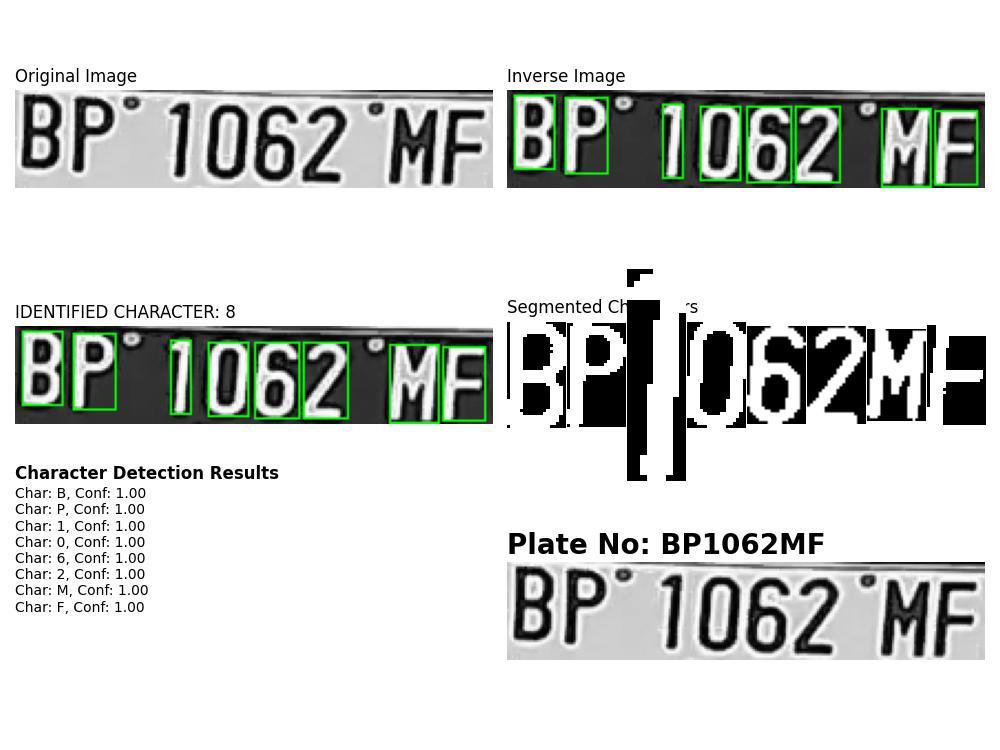 Original Image
BP 1062 MF
Inverse Image
BP 1062 MF
IDENTIFIED CHARACTER: 8
BP 1062 MF
Segmented Ch rs
BP1062MF
Character Detection Results
Char: B, Conf: 1.00
Char: P, Conf: 1.00
Char: 1, Conf: 1.00
Char: 0, Conf: 1.00
Char: 6, Conf: 1.00
Char: 2, Conf: 1.00
Char: M, Conf: 1.00
Char: F, Conf: 1.00
Plate No: BP1062MF
BP 1062 MF